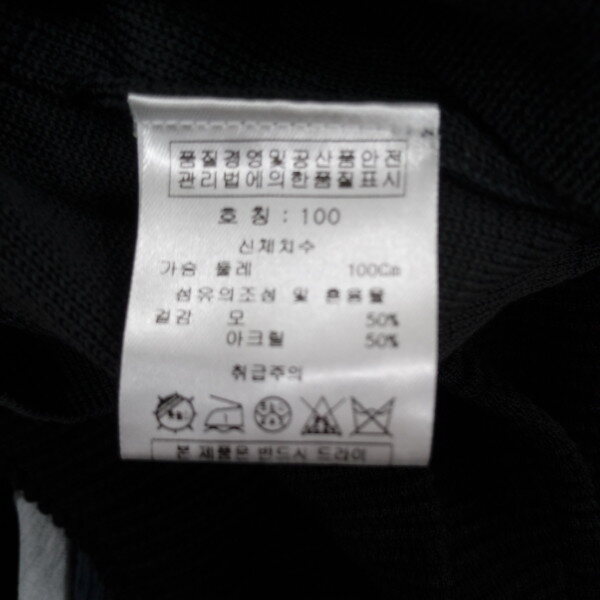 품질경영및공산품안전
관리법에의한품질표시
호 칭 : 100
신체치수
가슴 둘레 100Cm
섬유의조성 및 혼용율
겉감 모 50%
아크릴 50%
취급주의
본 제품은 반드시 드라이